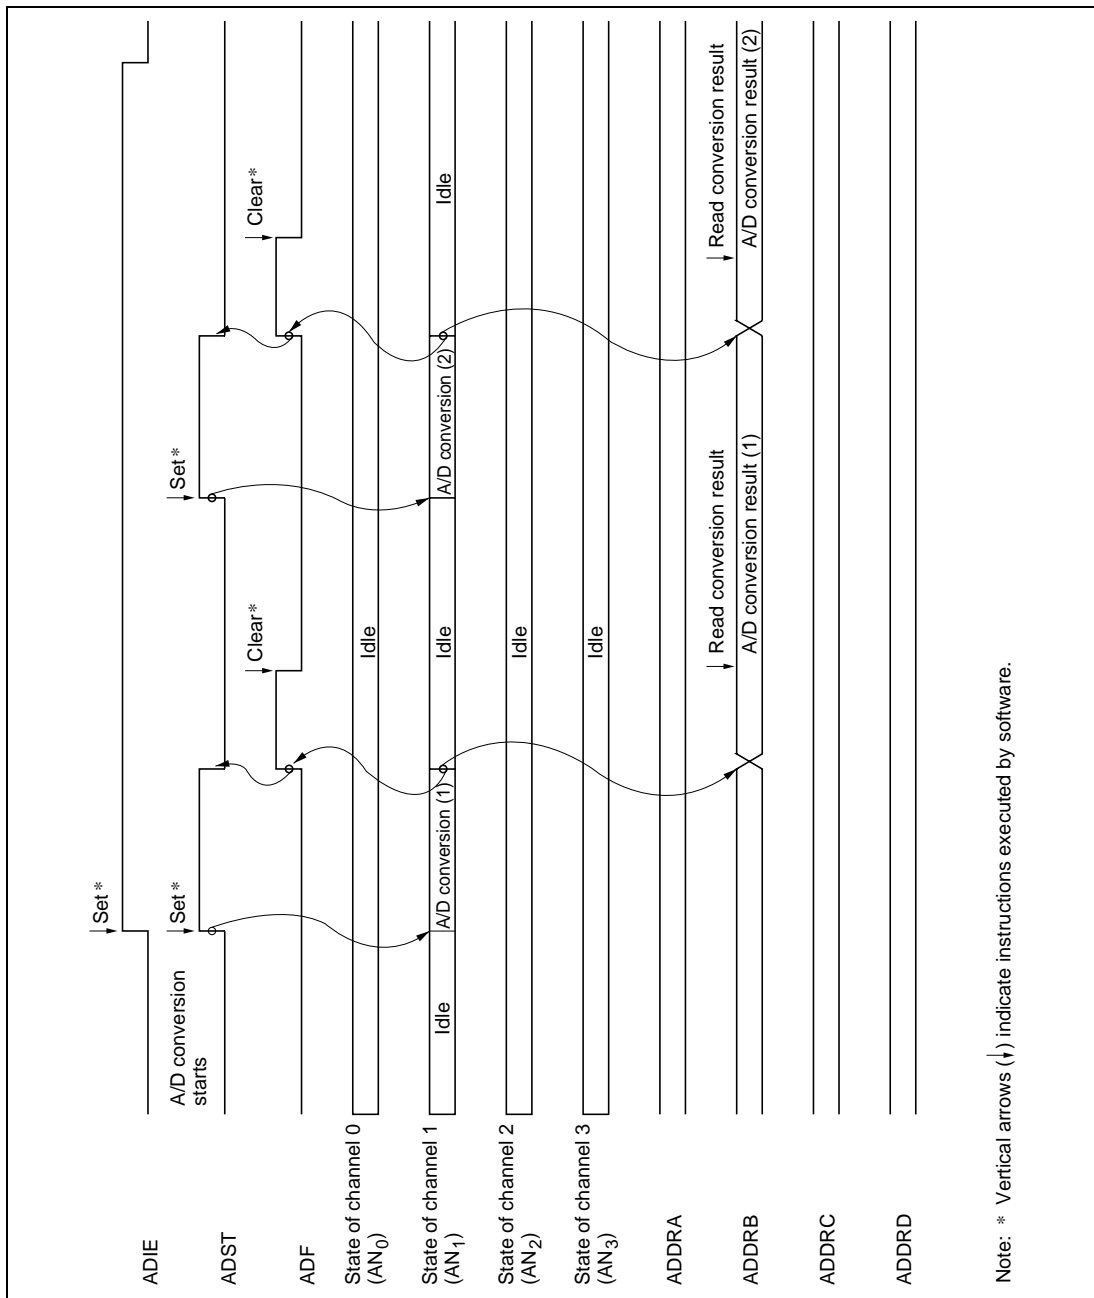 ADIE
Set *
ADST
A/D conversion
starts
Set *
Set *
ADF
Clear *
Clear *
State of channel 0
(AN0)
Idle
State of channel 1
(AN1)
Idle
A/D conversion (1)
Idle
A/D conversion (2)
Idle
State of channel 2
(AN2)
Idle
State of channel 3
(AN3)
Idle
ADDRA
ADDRB
Read conversion result
A/D conversion result (1)
Read conversion result
A/D conversion result (2)
ADDRC
ADDRD
Note: * Vertical arrows (↓) indicate instructions executed by software.